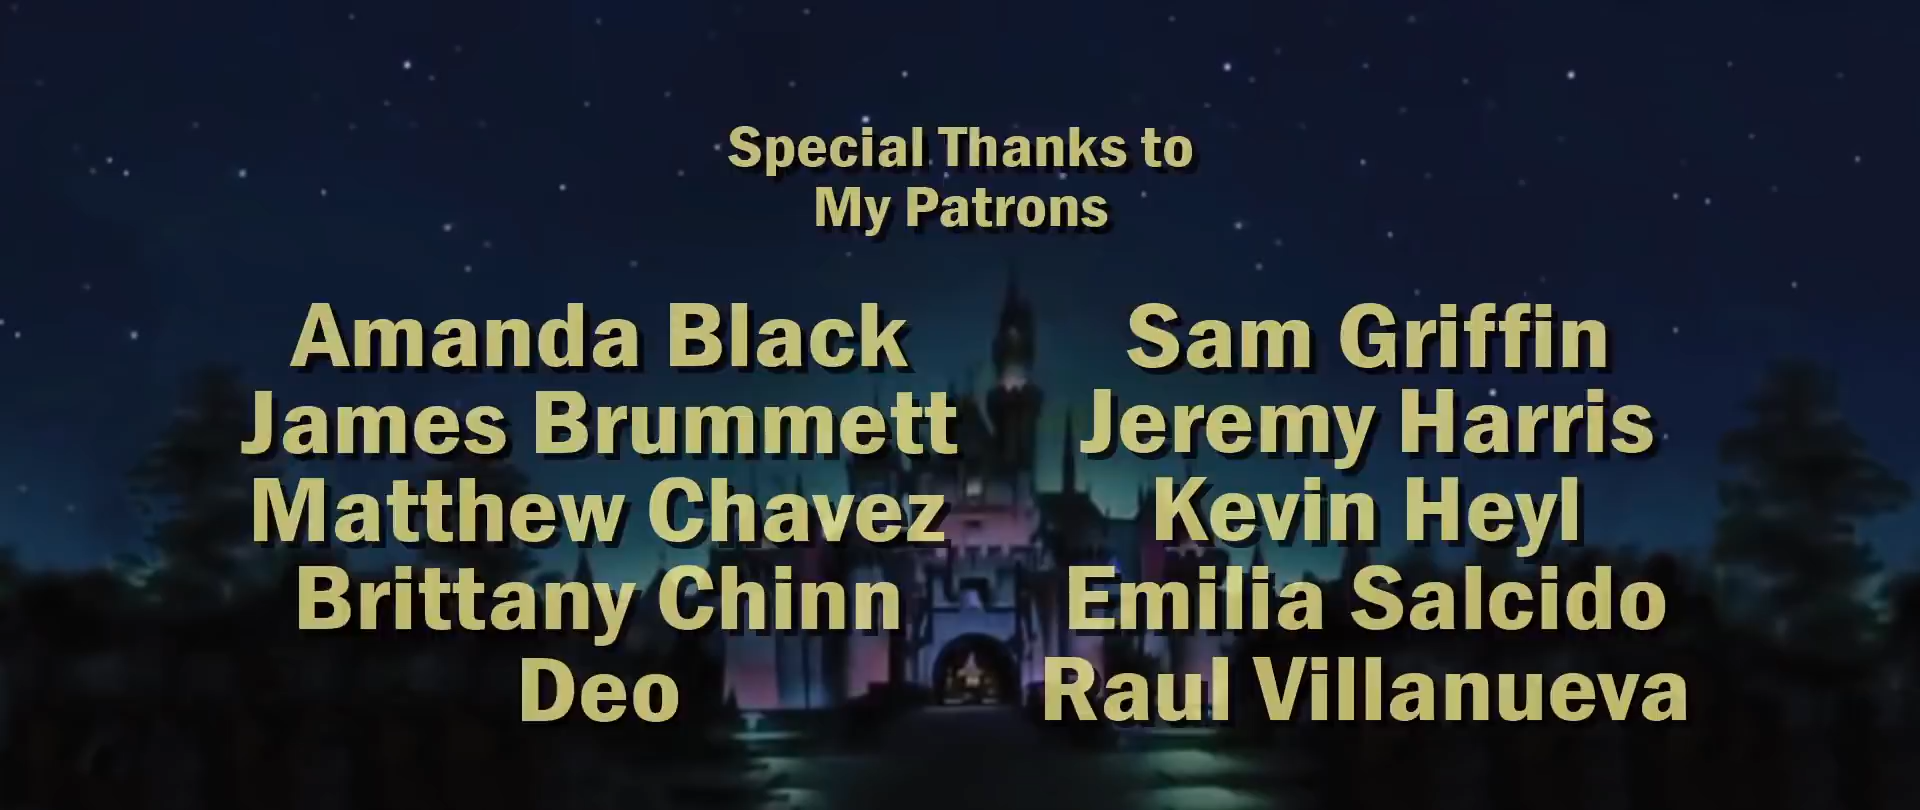 Special Thanks to
My Patrons
Amanda Black
James Brummett
Matthew Chavez
Brittany Chinn
Deo
Sam Griffin
Jeremy Harris
Kevin Heyl
Emilia Salcido
Raul Villanueva